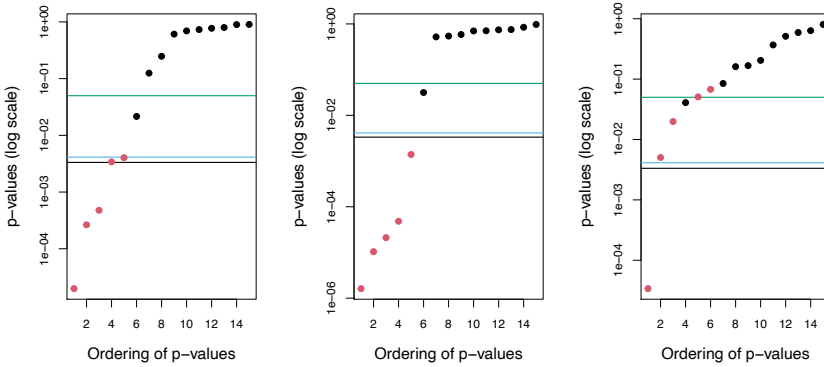 p−values (log scale)
1e−04 1e−03 1e−02 1e−01 1e+00
2 4 6 8 10 12 14
Ordering of p−values
p−values (log scale)
1e−06 1e−04 1e−02 1e+00
2 4 6 8 10 12 14
Ordering of p−values
p−values (log scale)
1e−04 1e−03 1e−02 1e−01 1e+00
2 4 6 8 10 12 14
Ordering of p−values